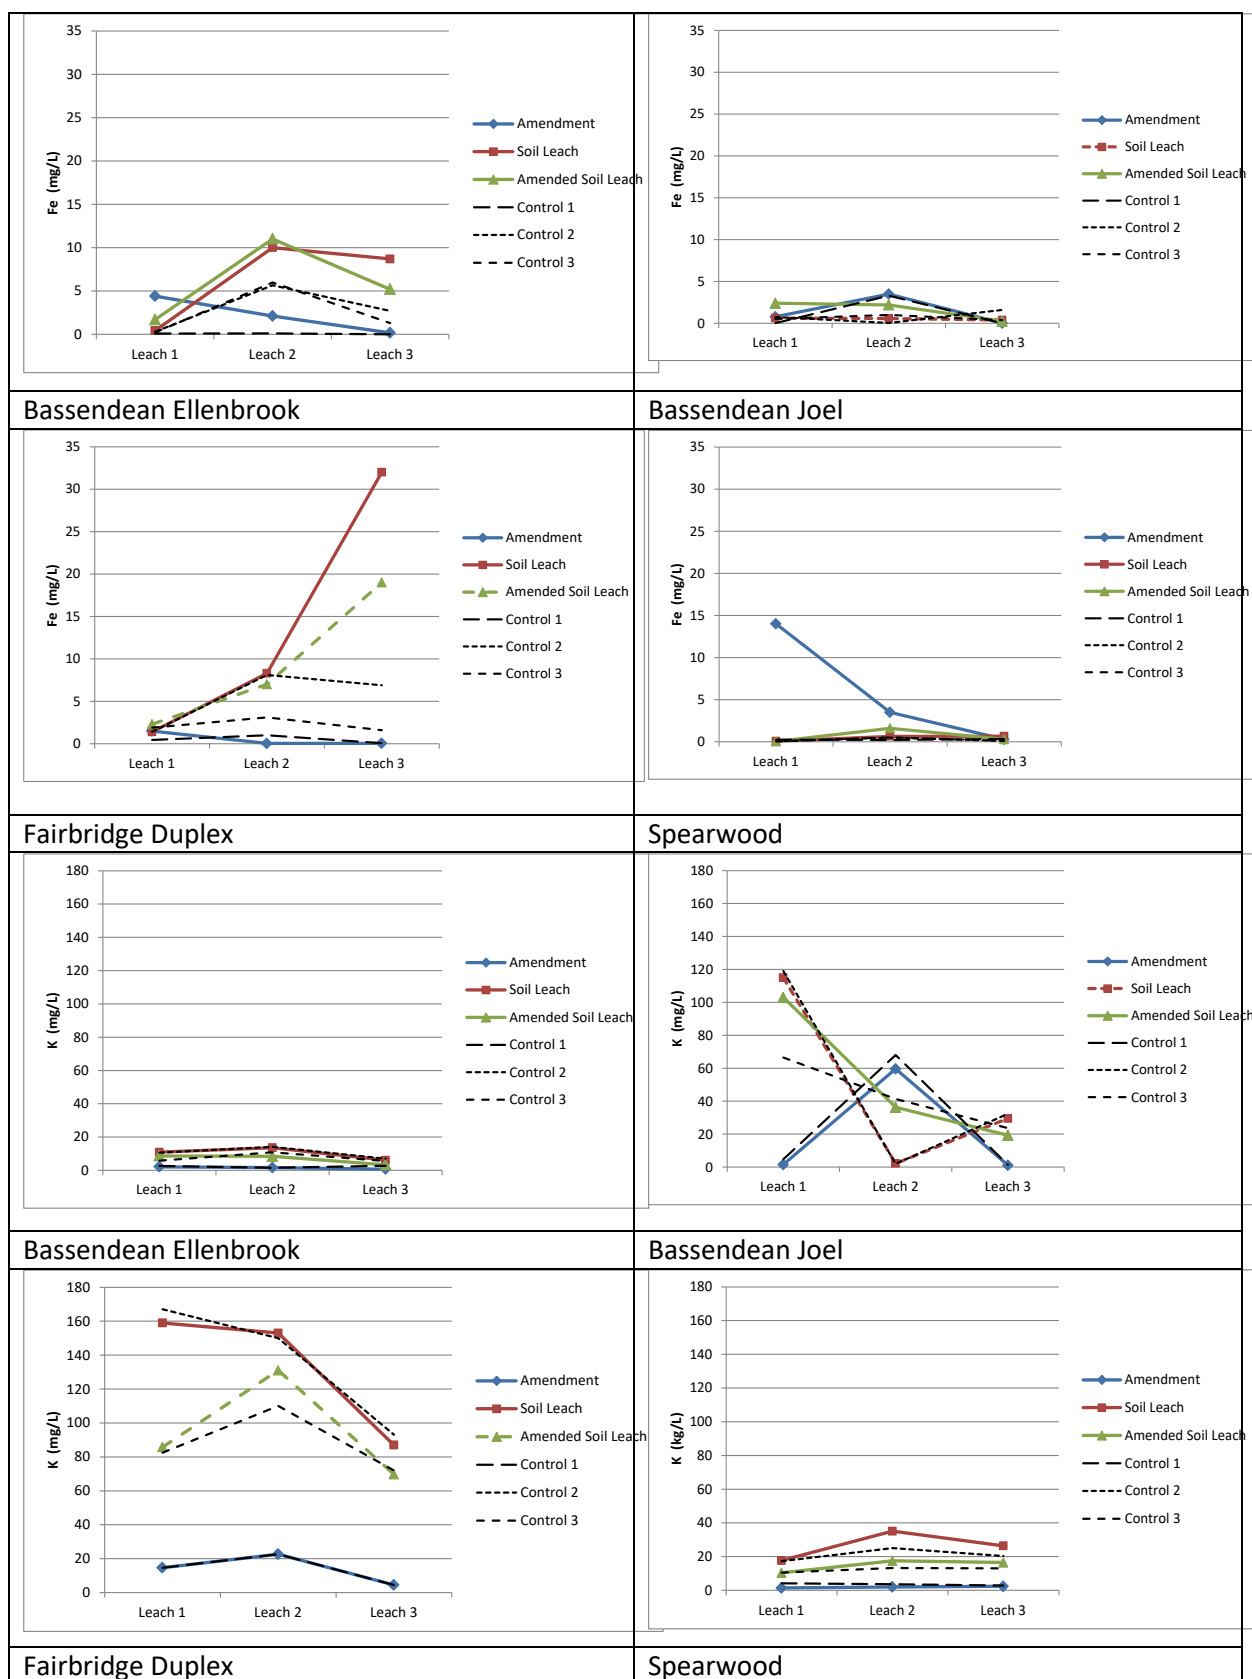 35
30
25
20
15
10
5
0
Fe (mg/L)
Leach 1 Leach 2 Leach 3
Amendment
Soil Leach
Amended Soil Leach
Control 1
Control 2
Control 3
35
30
25
20
15
10
5
0
Fe (mg/L)
Leach 1 Leach 2 Leach 3
Amendment
Soil Leach
Amended Soil Leach
Control 1
Control 2
Control 3
Bassendean Ellenbrook
Bassendean Joel
35
30
25
20
15
10
5
0
Fe (mg/L)
Leach 1 Leach 2 Leach 3
Amendment
Soil Leach
Amended Soil Leach
Control 1
Control 2
Control 3
35
30
25
20
15
10
5
0
Fe (mg/L)
Leach 1 Leach 2 Leach 3
Amendment
Soil Leach
Amended Soil Leach
Control 1
Control 2
Control 3
Fairbridge Duplex
Spearwood
180
160
140
120
100
80
60
40
20
0
K (mg/L)
Leach 1 Leach 2 Leach 3
Amendment
Soil Leach
Amended Soil Leach
Control 1
Control 2
Control 3
180
160
140
120
100
80
60
40
20
0
K (mg/L)
Leach 1 Leach 2 Leach 3
Amendment
Soil Leach
Amended Soil Leach
Control 1
Control 2
Control 3
Bassendean Ellenbrook
Bassendean Joel
180
160
140
120
100
80
60
40
20
0
K (mg/L)
Leach 1 Leach 2 Leach 3
Amendment
Soil Leach
Amended Soil Leach
Control 1
Control 2
Control 3
180
160
140
120
100
80
60
40
20
0
K (kg/L)
Leach 1 Leach 2 Leach 3
Amendment
Soil Leach
Amended Soil Leach
Control 1
Control 2
Control 3
Fairbridge Duplex
Spearwood